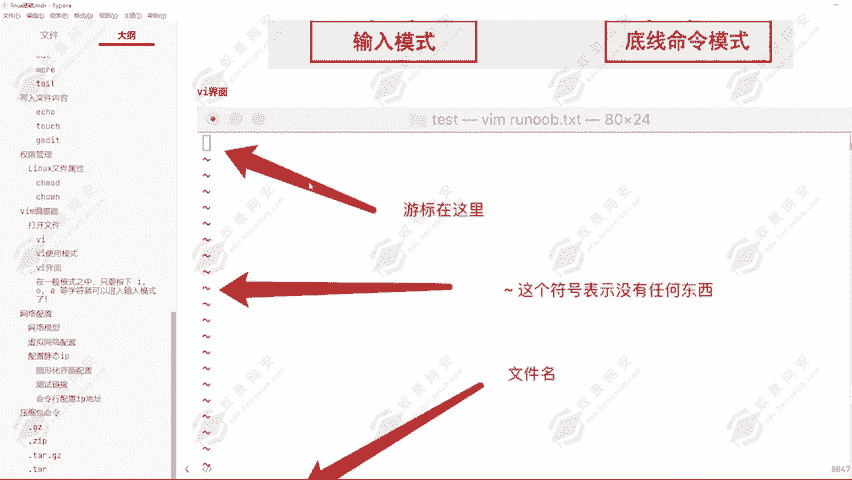 linux基础.md• - Typora
文件(F) 编辑(E) 段落(P) 格式(O) 视图(V) 主题(T) 帮助(H)
文件 大纲
more
tail
写入文件内容
echo
touch
gedit
权限管理
Linux文件属性
chmod
chown
vim编辑器
打开文件
vi
vi使用模式
vi界面
在一般模式之中，只要按下 i,
o, a 等字符就可以进入输入模式
了！
网络配置
网络模型
虚拟网络配置
配置静态ip
图形化界面配置
测试链接
命令行配置ip地址
压缩包命令
.gz
.zip
.tar.gz
.tar
输入模式
底线命令模式
vi界面
test — vim runoob.txt — 80×24
游标在这里
~ 这个符号表示没有任何东西
文件名
蚁景网安
edu.hetianlab.com